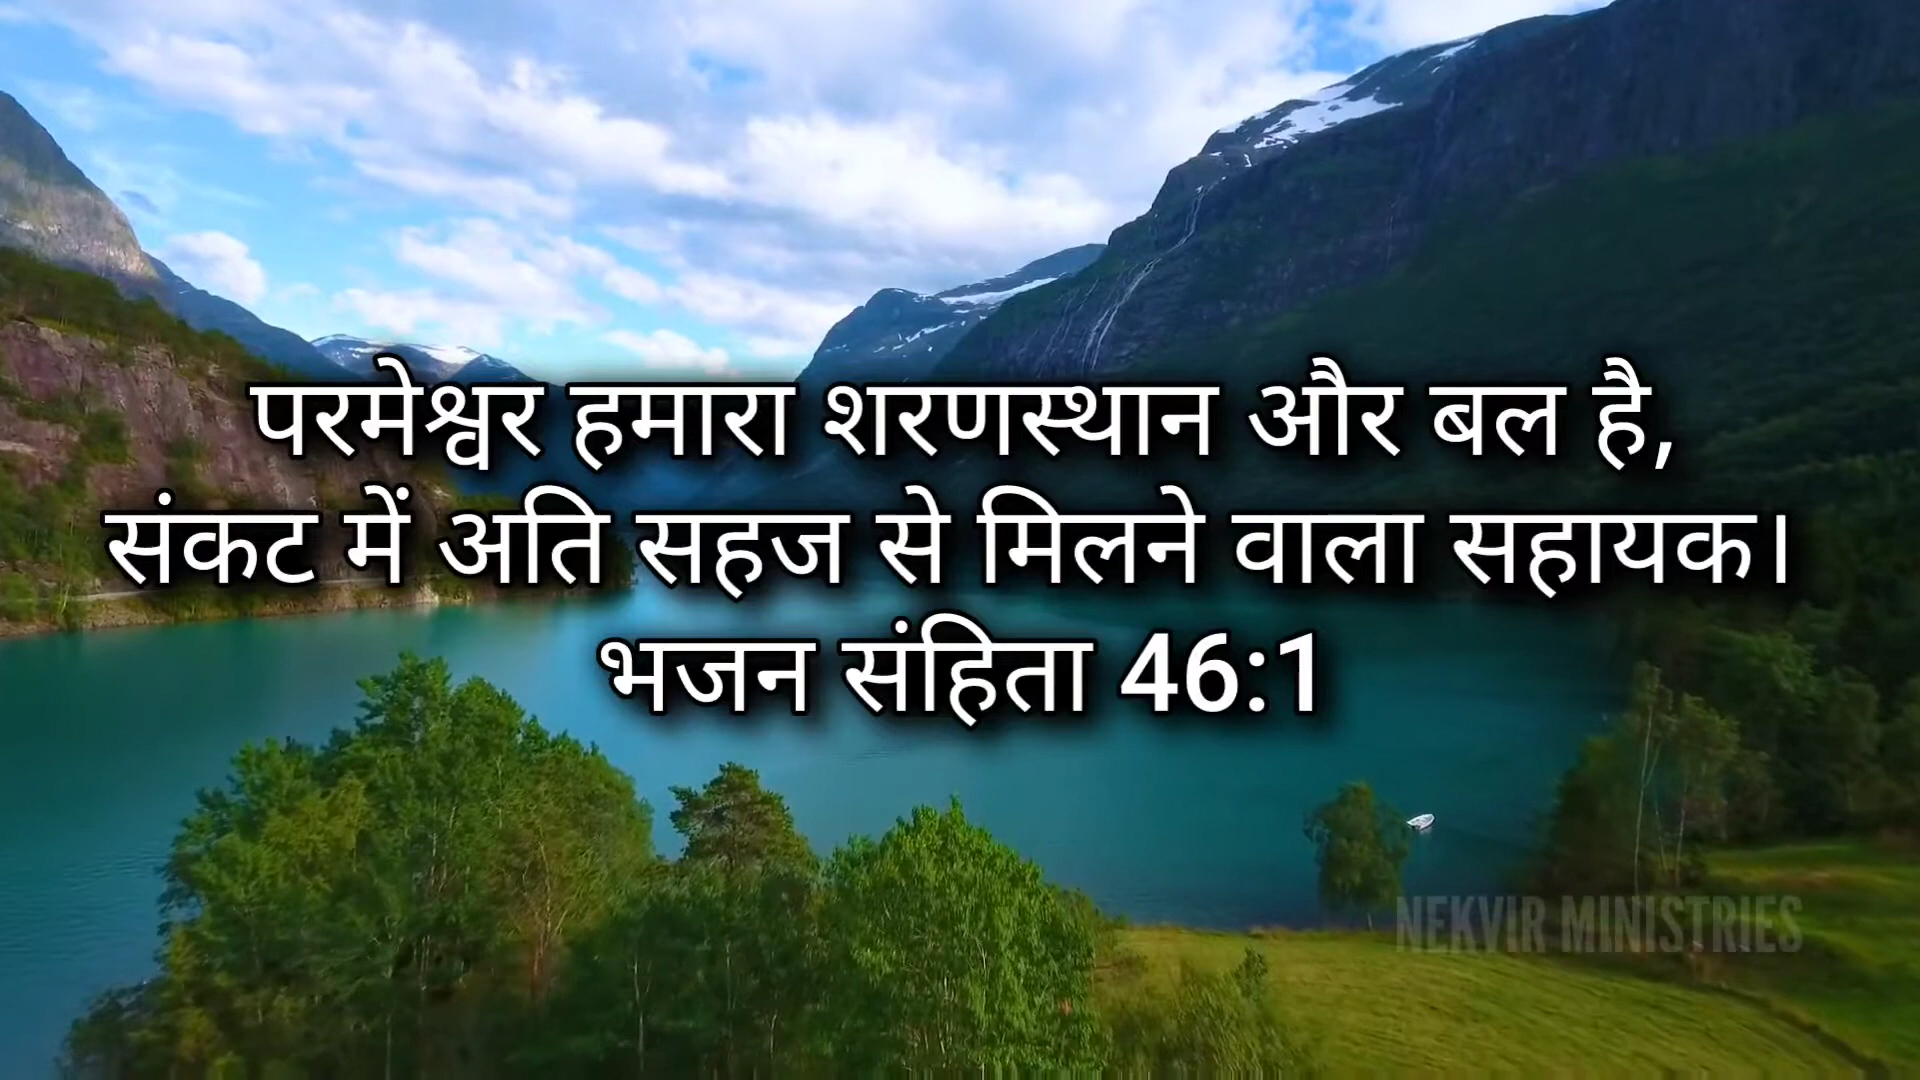 परमेश्वर हमारा शरणस्थान और बल है,
संकट में अति सहज से मिलने वाला सहायक।
भजन संहिता 46:1
NEKVIR MINISTRIES